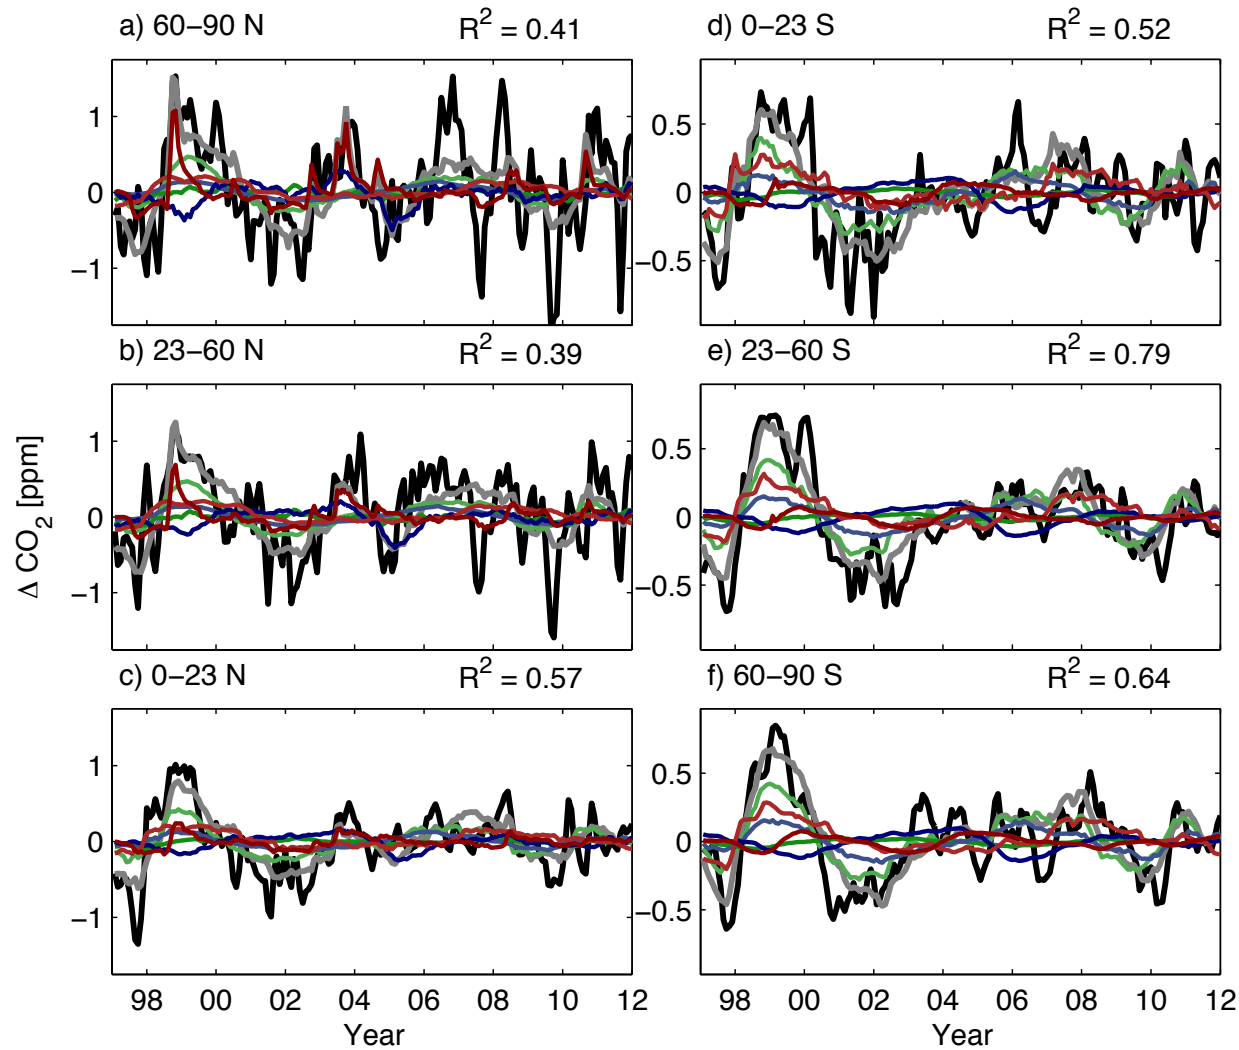 a) 60−90 N
R² = 0.41
1
0
−1
b) 23−60 N
R² = 0.39
1
0
−1
c) 0−23 N
R² = 0.57
1
0
−1
98 00 02 04 06 08 10 12
Year
Δ CO₂ [ppm]
d) 0−23 S
R² = 0.52
0.5
0
−0.5
e) 23−60 S
R² = 0.79
0.5
0
−0.5
f) 60−90 S
R² = 0.64
0.5
0
−0.5
98 00 02 04 06 08 10 12
Year